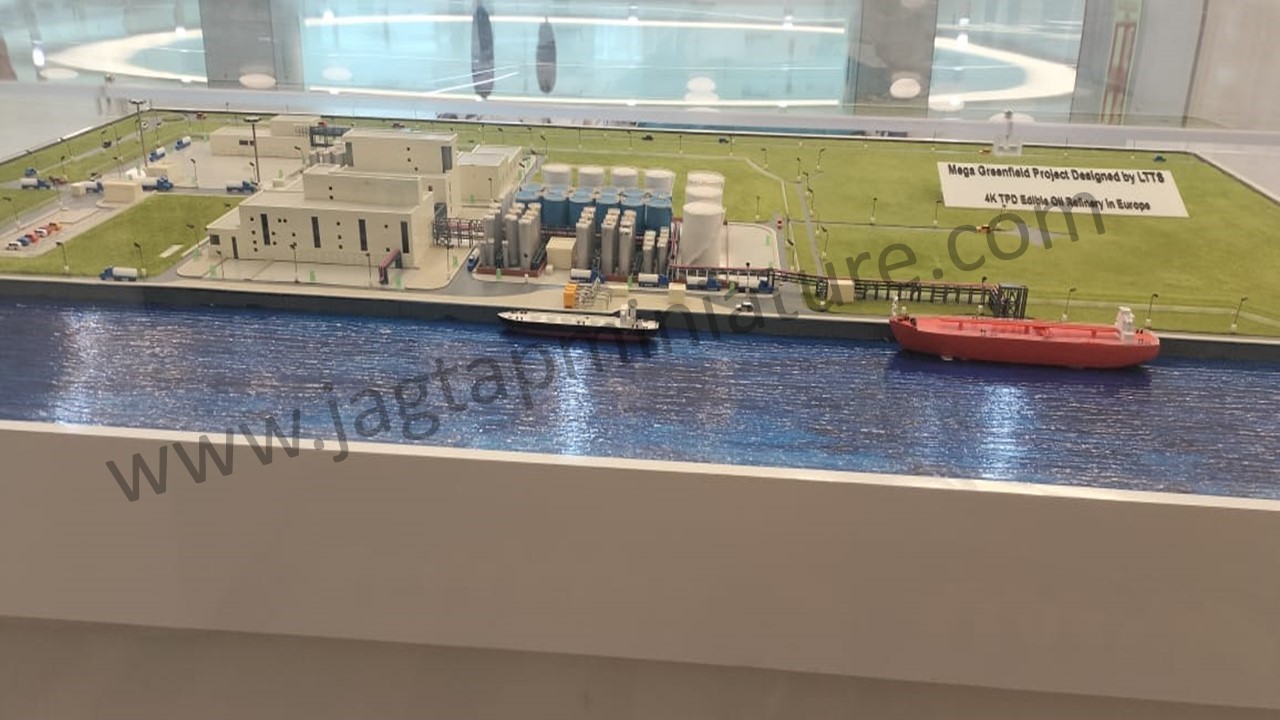 Mega Greenfield Project Designed by LTTS
4K TPD Edible Oil Refinery In Europe
www.jagtapminiature.com